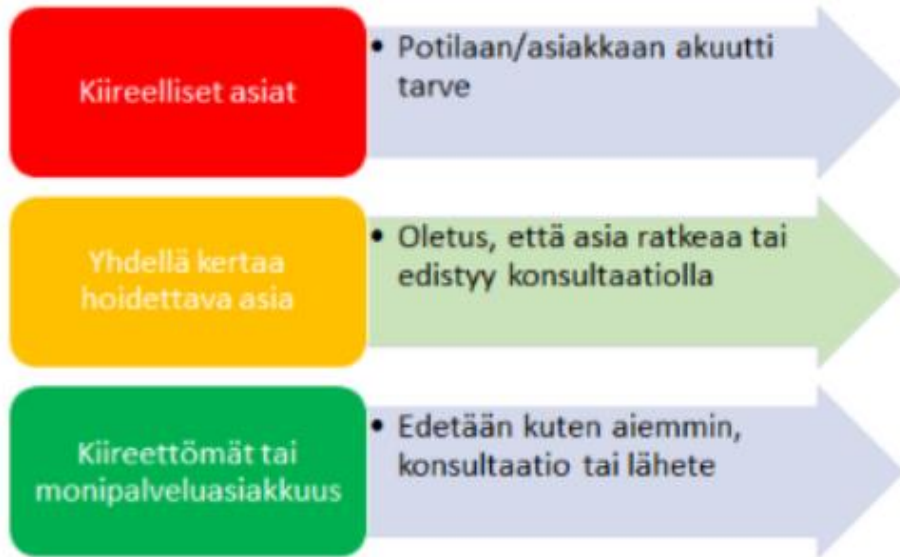 Kiireelliset asiat
• Potilaan/asiakkaan akuutti
tarve
Yhdellä kertaa
hoidettava asia
• Oletus, että asia ratkeaa tai
edistyy konsultaatiolla
Kiireettömät tai
monipalveluasiakkuus
• Edetään kuten aiemmin,
konsultaatio tai lähete